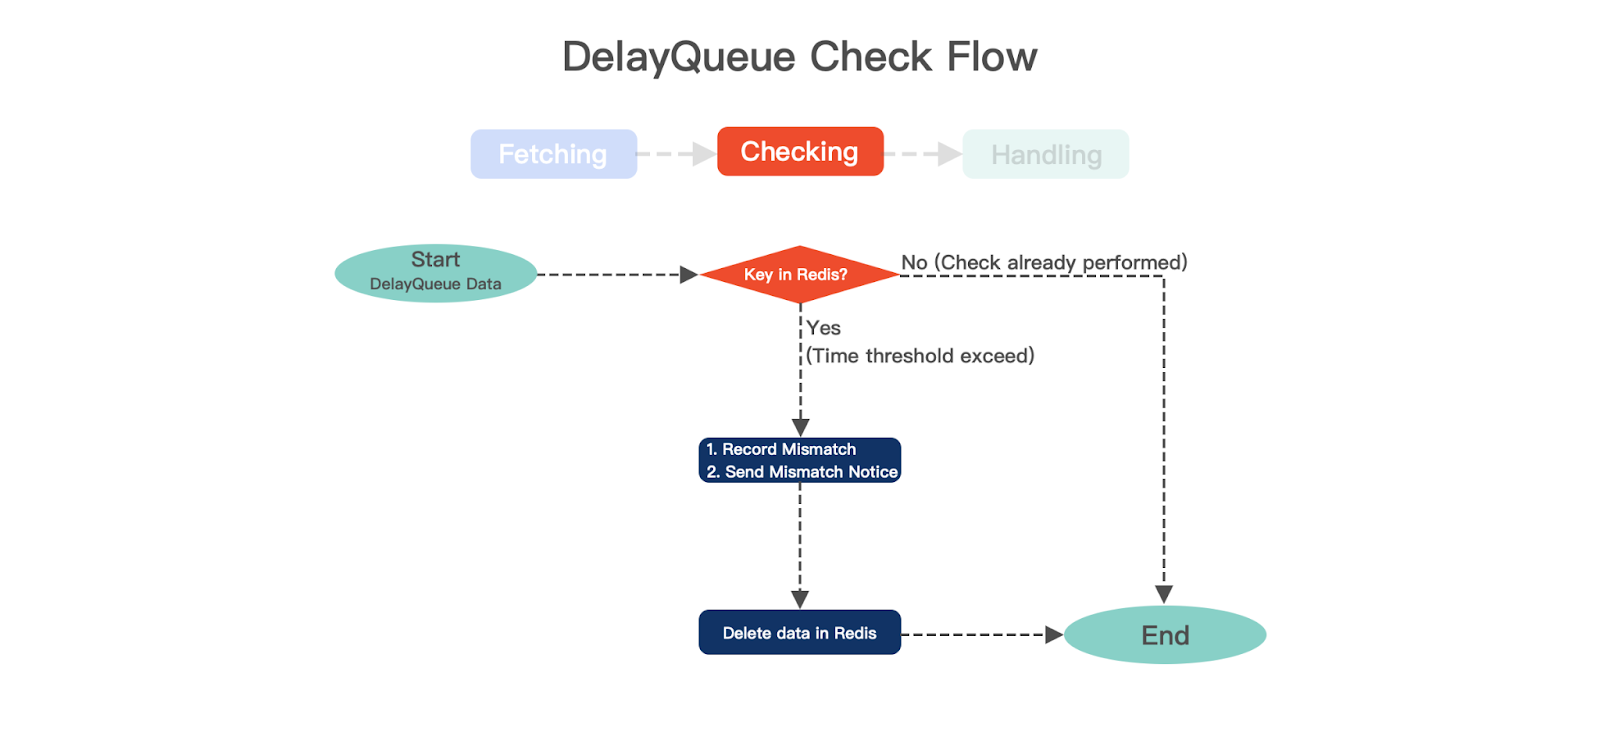 DelayQueue Check Flow
Fetching
Checking
Handling
Start
DelayQueue Data
Key in Redis?
No (Check already performed)
Yes
(Time threshold exceed)
1. Record Mismatch
2. Send Mismatch Notice
Delete data in Redis
End